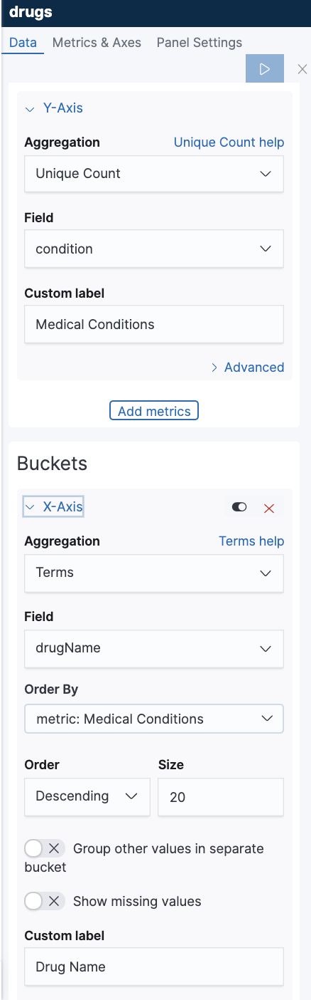 drugs
Data Metrics & Axes Panel Settings
Y-Axis
Aggregation Unique Count help
Unique Count
Field
condition
Custom label
Medical Conditions
Advanced
Add metrics
Buckets
X-Axis
Aggregation Terms help
Terms
Field
drugName
Order By
metric: Medical Conditions
Order Size
Descending 20
Group other values in separate
bucket
Show missing values
Custom label
Drug Name